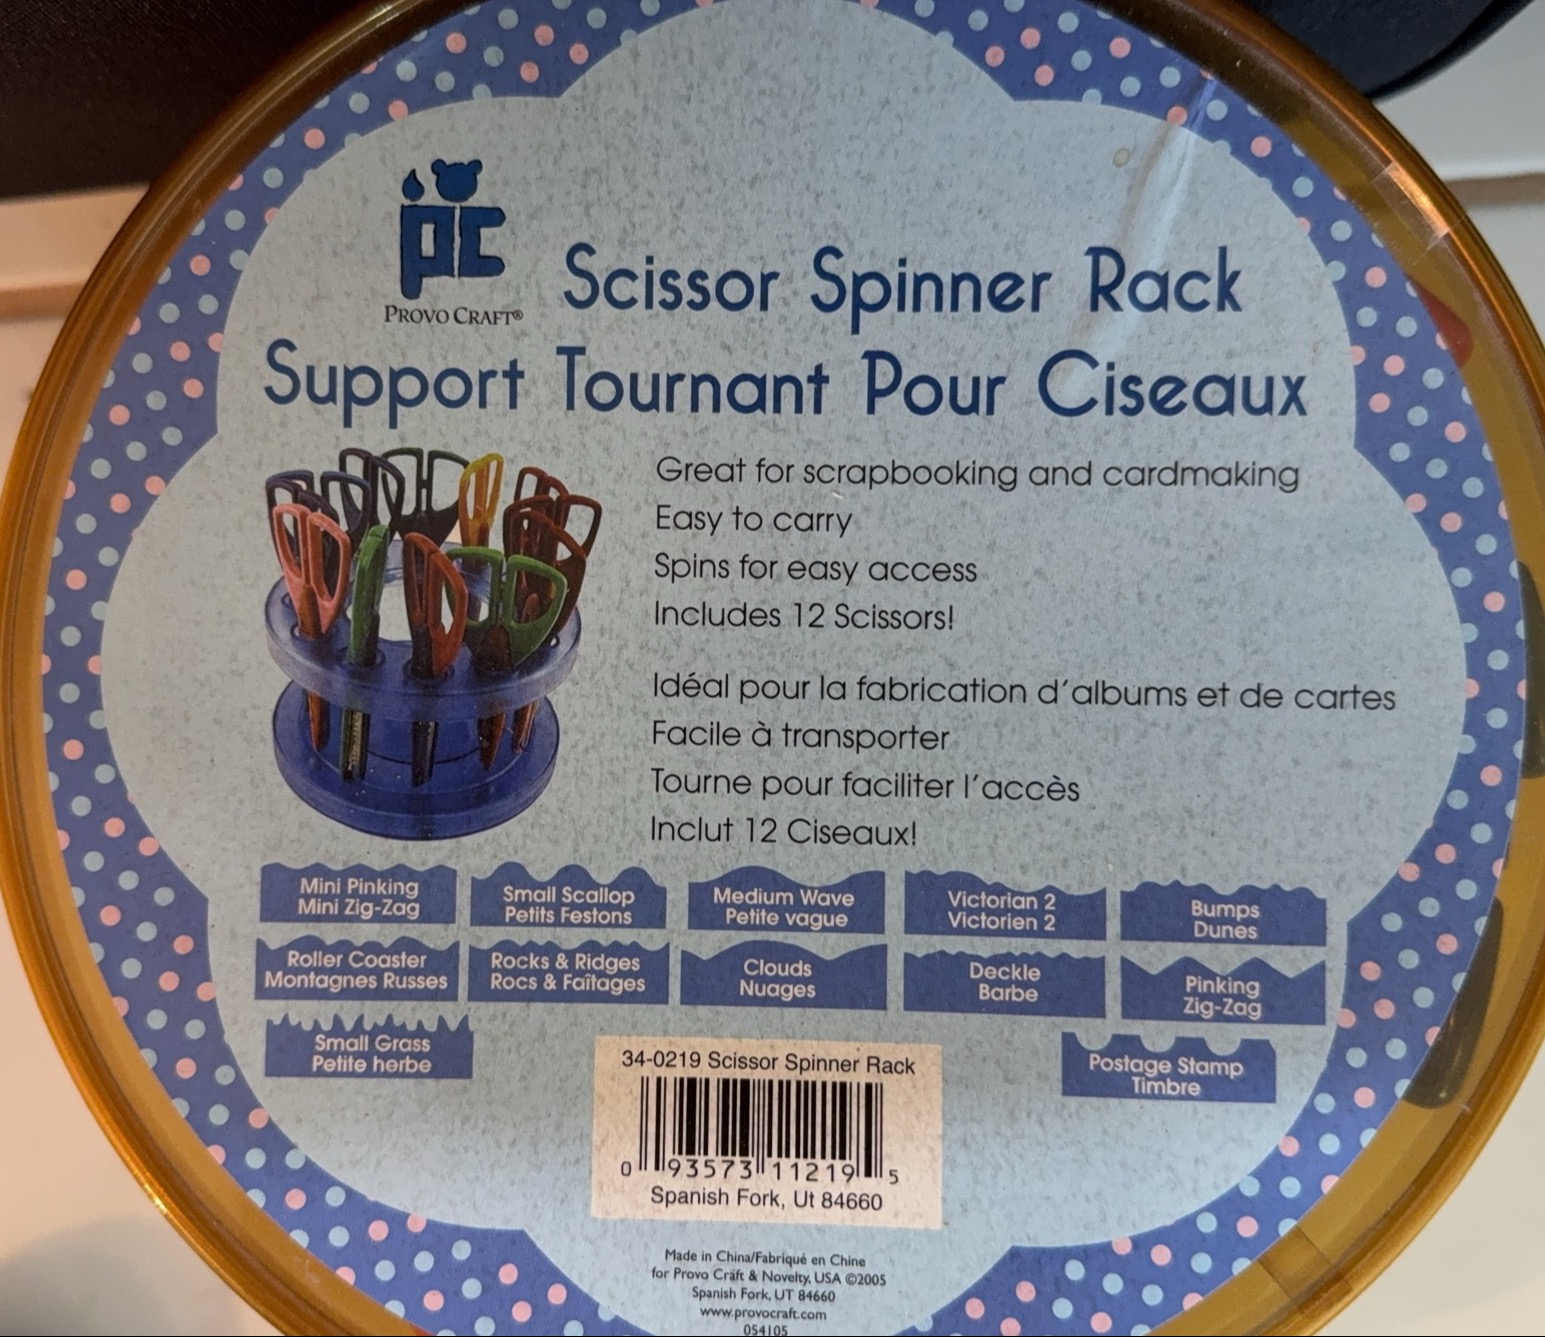 PROVO CRAFT®
Scissor Spinner Rack
Support Tournant Pour Ciseaux
Great for scrapbooking and cardmaking
Easy to carry
Spins for easy access
Includes 12 Scissors!
Idéal pour la fabrication d'albums et de cartes
Facile à transporter
Tourne pour faciliter l'accès
Inclut 12 Ciseaux!
Mini Pinking
Mini Zig-Zag
Small Scallop
Petits Festons
Medium Wave
Petite vague
Victorian 2
Victorien 2
Bumps
Dunes
Roller Coaster
Montagnes Russes
Rocks & Ridges
Rocs & Faîtages
Clouds
Nuages
Deckle
Barbe
Pinking
Zig-Zag
Small Grass
Petite herbe
Postage Stamp
Timbre
34-0219 Scissor Spinner Rack
0 93573 11219 5
Spanish Fork, Ut 84660
Made in China/Fabriqué en Chine
for Provo Craft & Novelty, USA ©2005
Spanish Fork, UT 84660
www.provocraft.com
054105